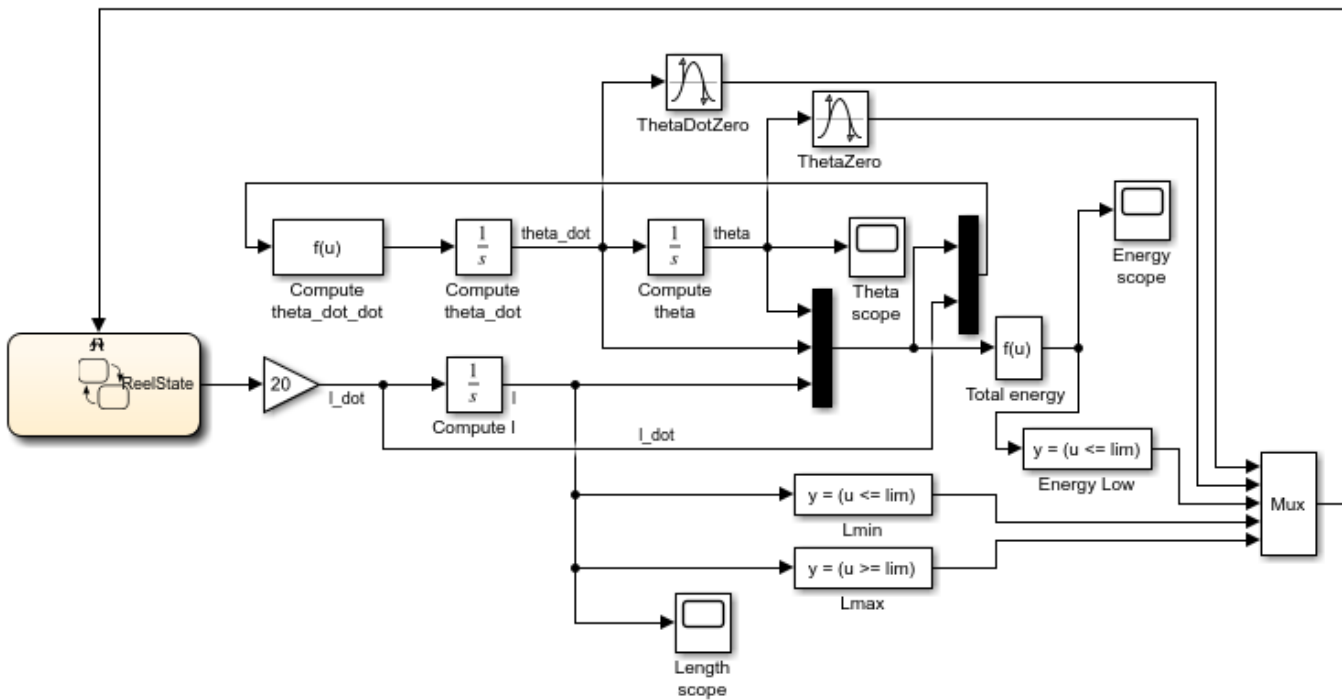 ThetaDotZero
ThetaZero
f(u)
Compute
theta_dot_dot
1
s
Compute
theta_dot
theta_dot
1
s
Compute
theta
theta
Theta
scope
Energy
scope
ReelState
20
l_dot
1
s
Compute l
l
l_dot
f(u)
Total energy
y = (u <= lim)
Energy Low
y = (u <= lim)
Lmin
y = (u >= lim)
Lmax
Mux
Length
scope